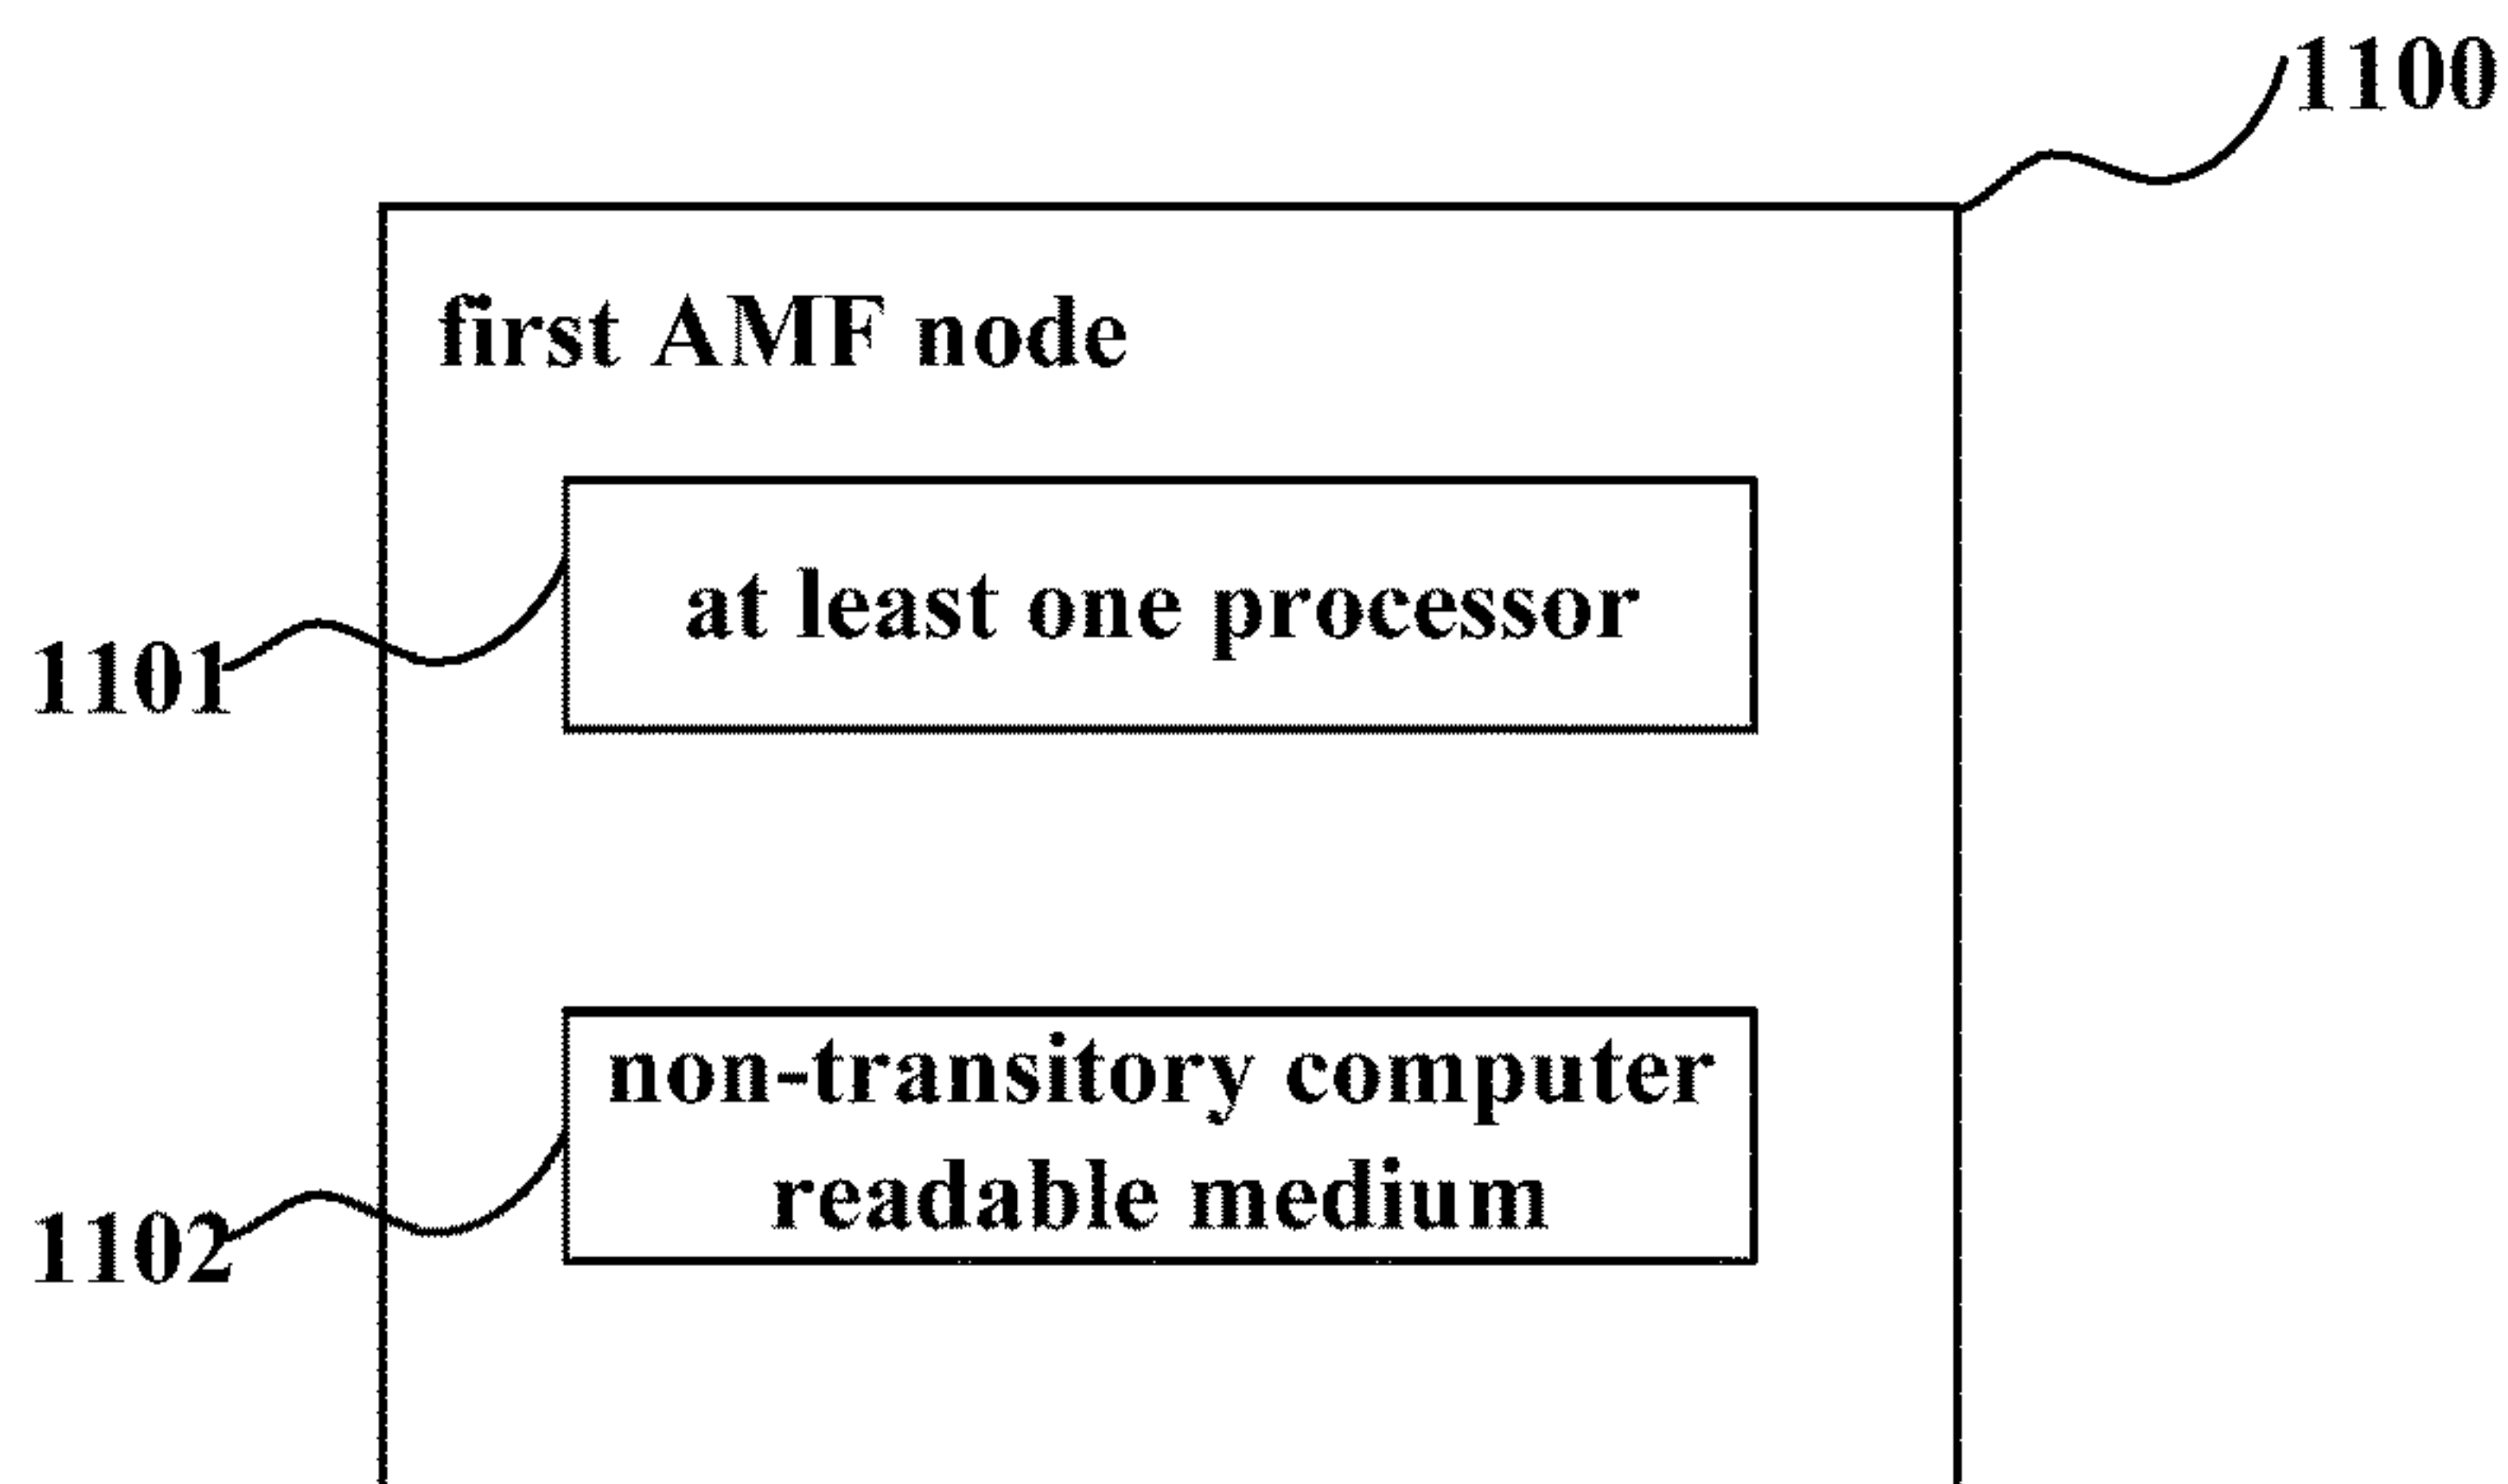 1100
first AMF node
at least one processor
1101
non-transitory computer
readable medium
1102